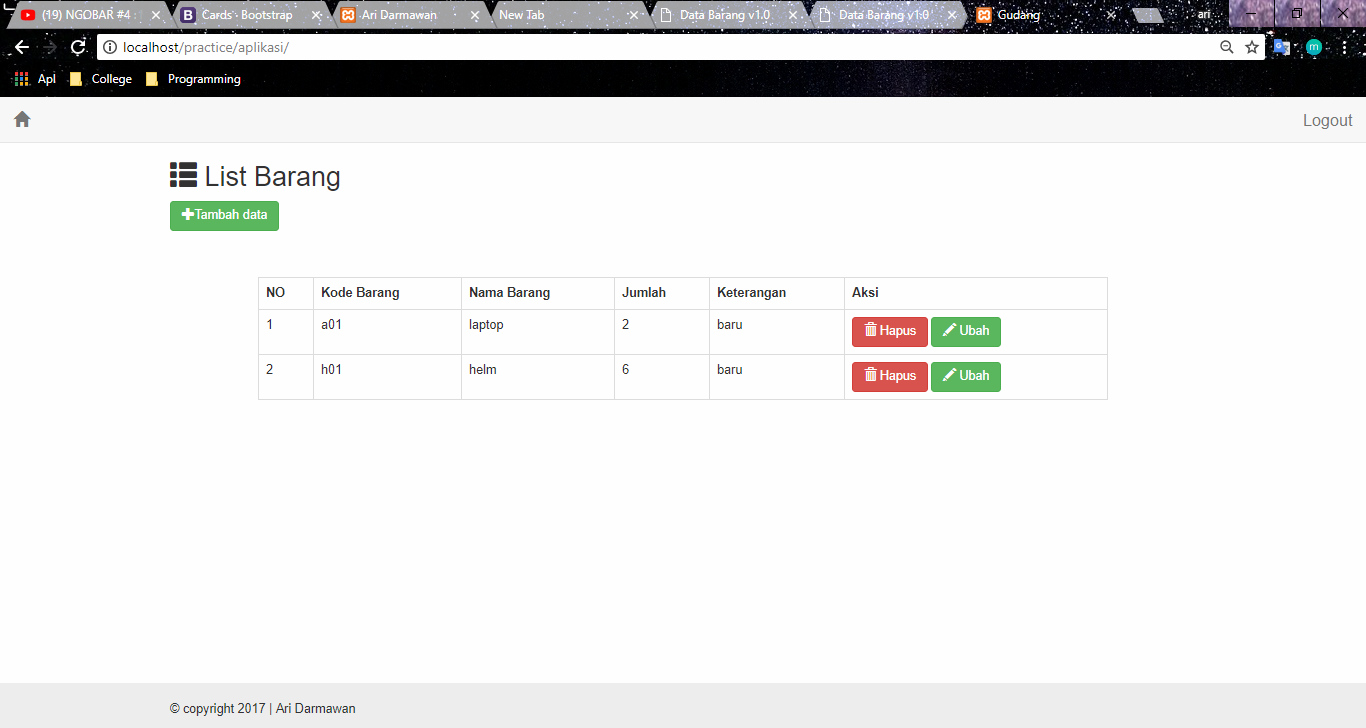 (19) NGOBAR #4 : Cards · Bootstrap Ari Darmawan New Tab Data Barang v1.0 Data Barang v1.0 Gudang ari
localhost/practice/aplikasi/ m
Apl College Programming
Logout
List Barang
Tambah data
NO Kode Barang Nama Barang Jumlah Keterangan Aksi
1 a01 laptop 2 baru Hapus Ubah
2 h01 helm 6 baru Hapus Ubah
© copyright 2017 | Ari Darmawan